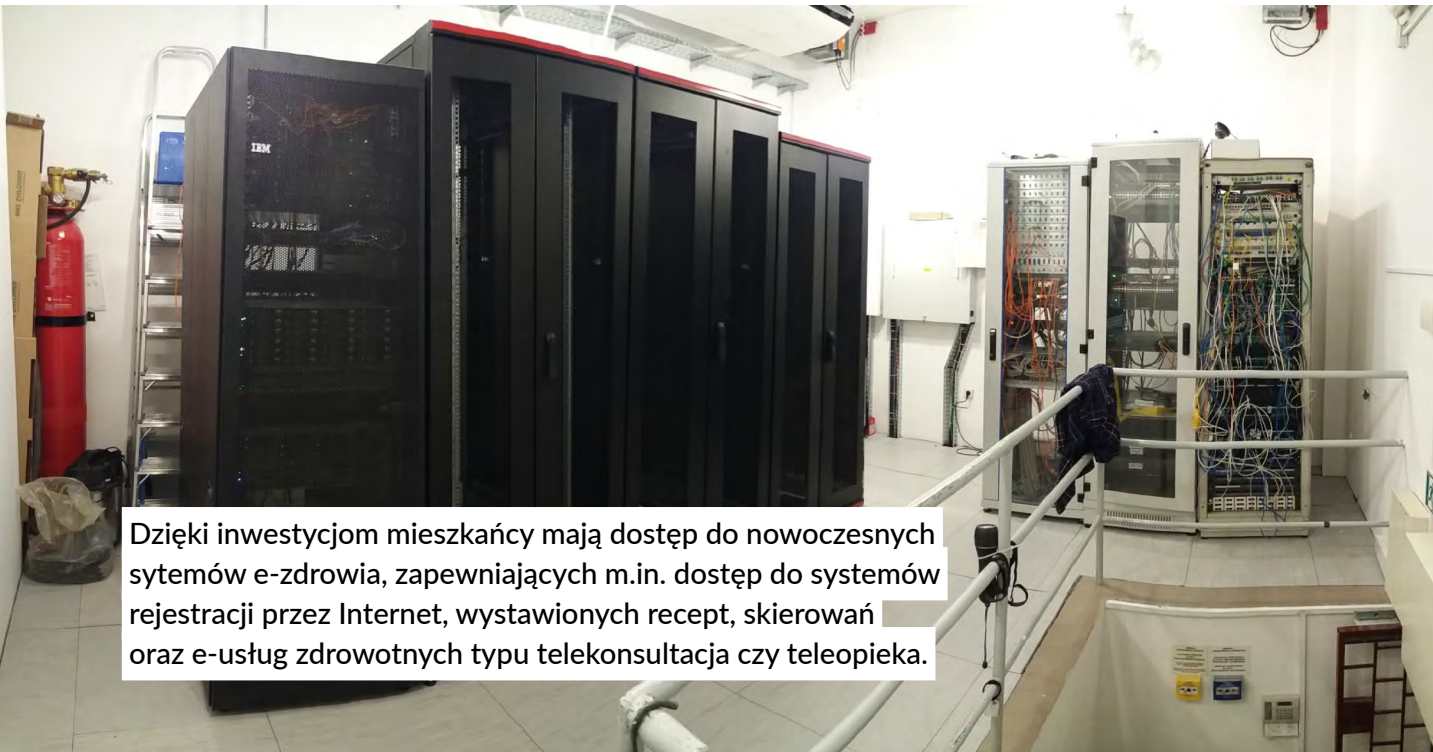 IBM
Dzięki inwestycjom mieszkańcy mają dostęp do nowoczesnych
sytemów e-zdrowia, zapewniających m.in. dostęp do systemów
rejestracji przez Internet, wystawionych recept, skierowań
oraz e-usług zdrowotnych typu telekonsultacja czy teleopieka.